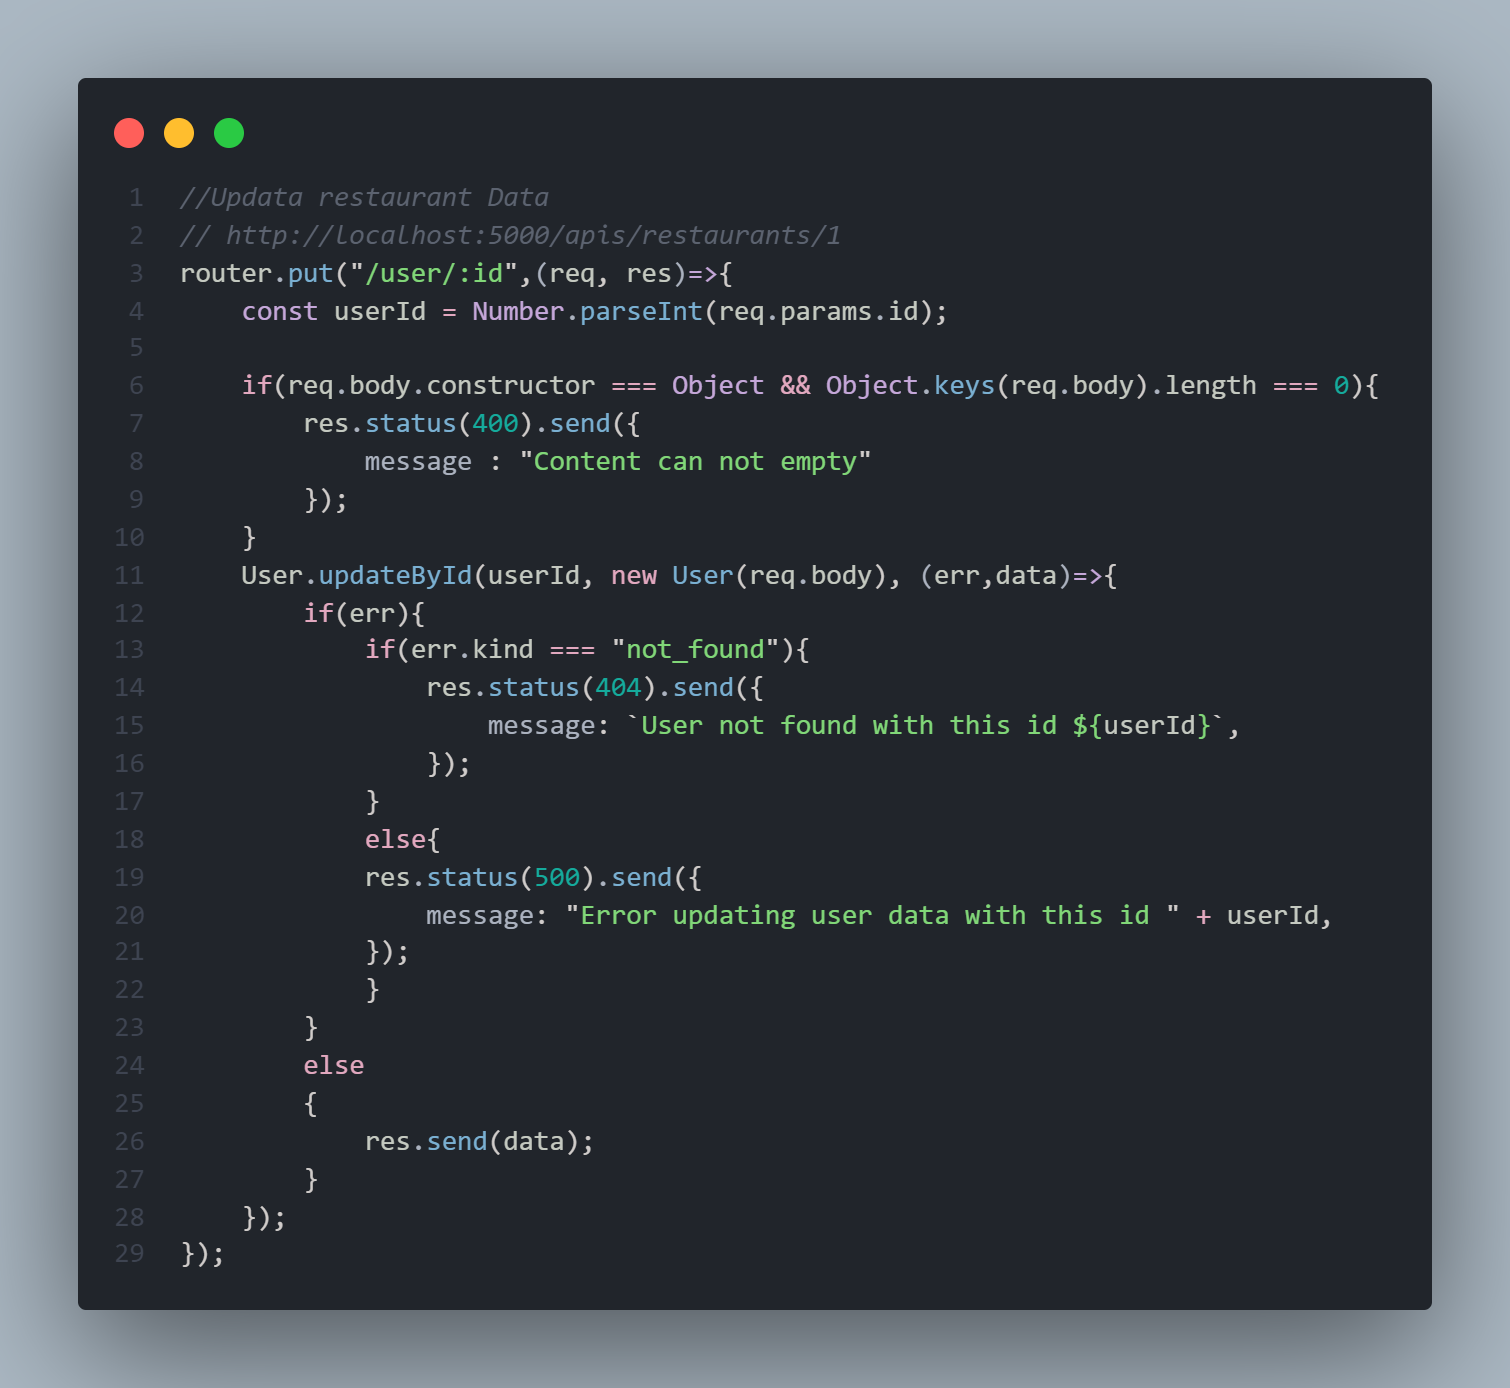 1 //Updata restaurant Data
2 // http://localhost:5000/apis/restaurants/1
3 router.put("/user/:id",(req, res)=>{
4     const userId = Number.parseInt(req.params.id);
5
6     if(req.body.constructor === Object && Object.keys(req.body).length === 0){
7         res.status(400).send({
8             message : "Content can not empty"
9         });
10     }
11     User.updateById(userId, new User(req.body), (err,data)=>{
12         if(err){
13             if(err.kind === "not_found"){
14                 res.status(404).send({
15                     message: `User not found with this id ${userId}`,
16                 });
17             }
18             else{
19             res.status(500).send({
20                 message: "Error updating user data with this id " + userId,
21             });
22             }
23         }
24         else
25         {
26             res.send(data);
27         }
28     });
29 });